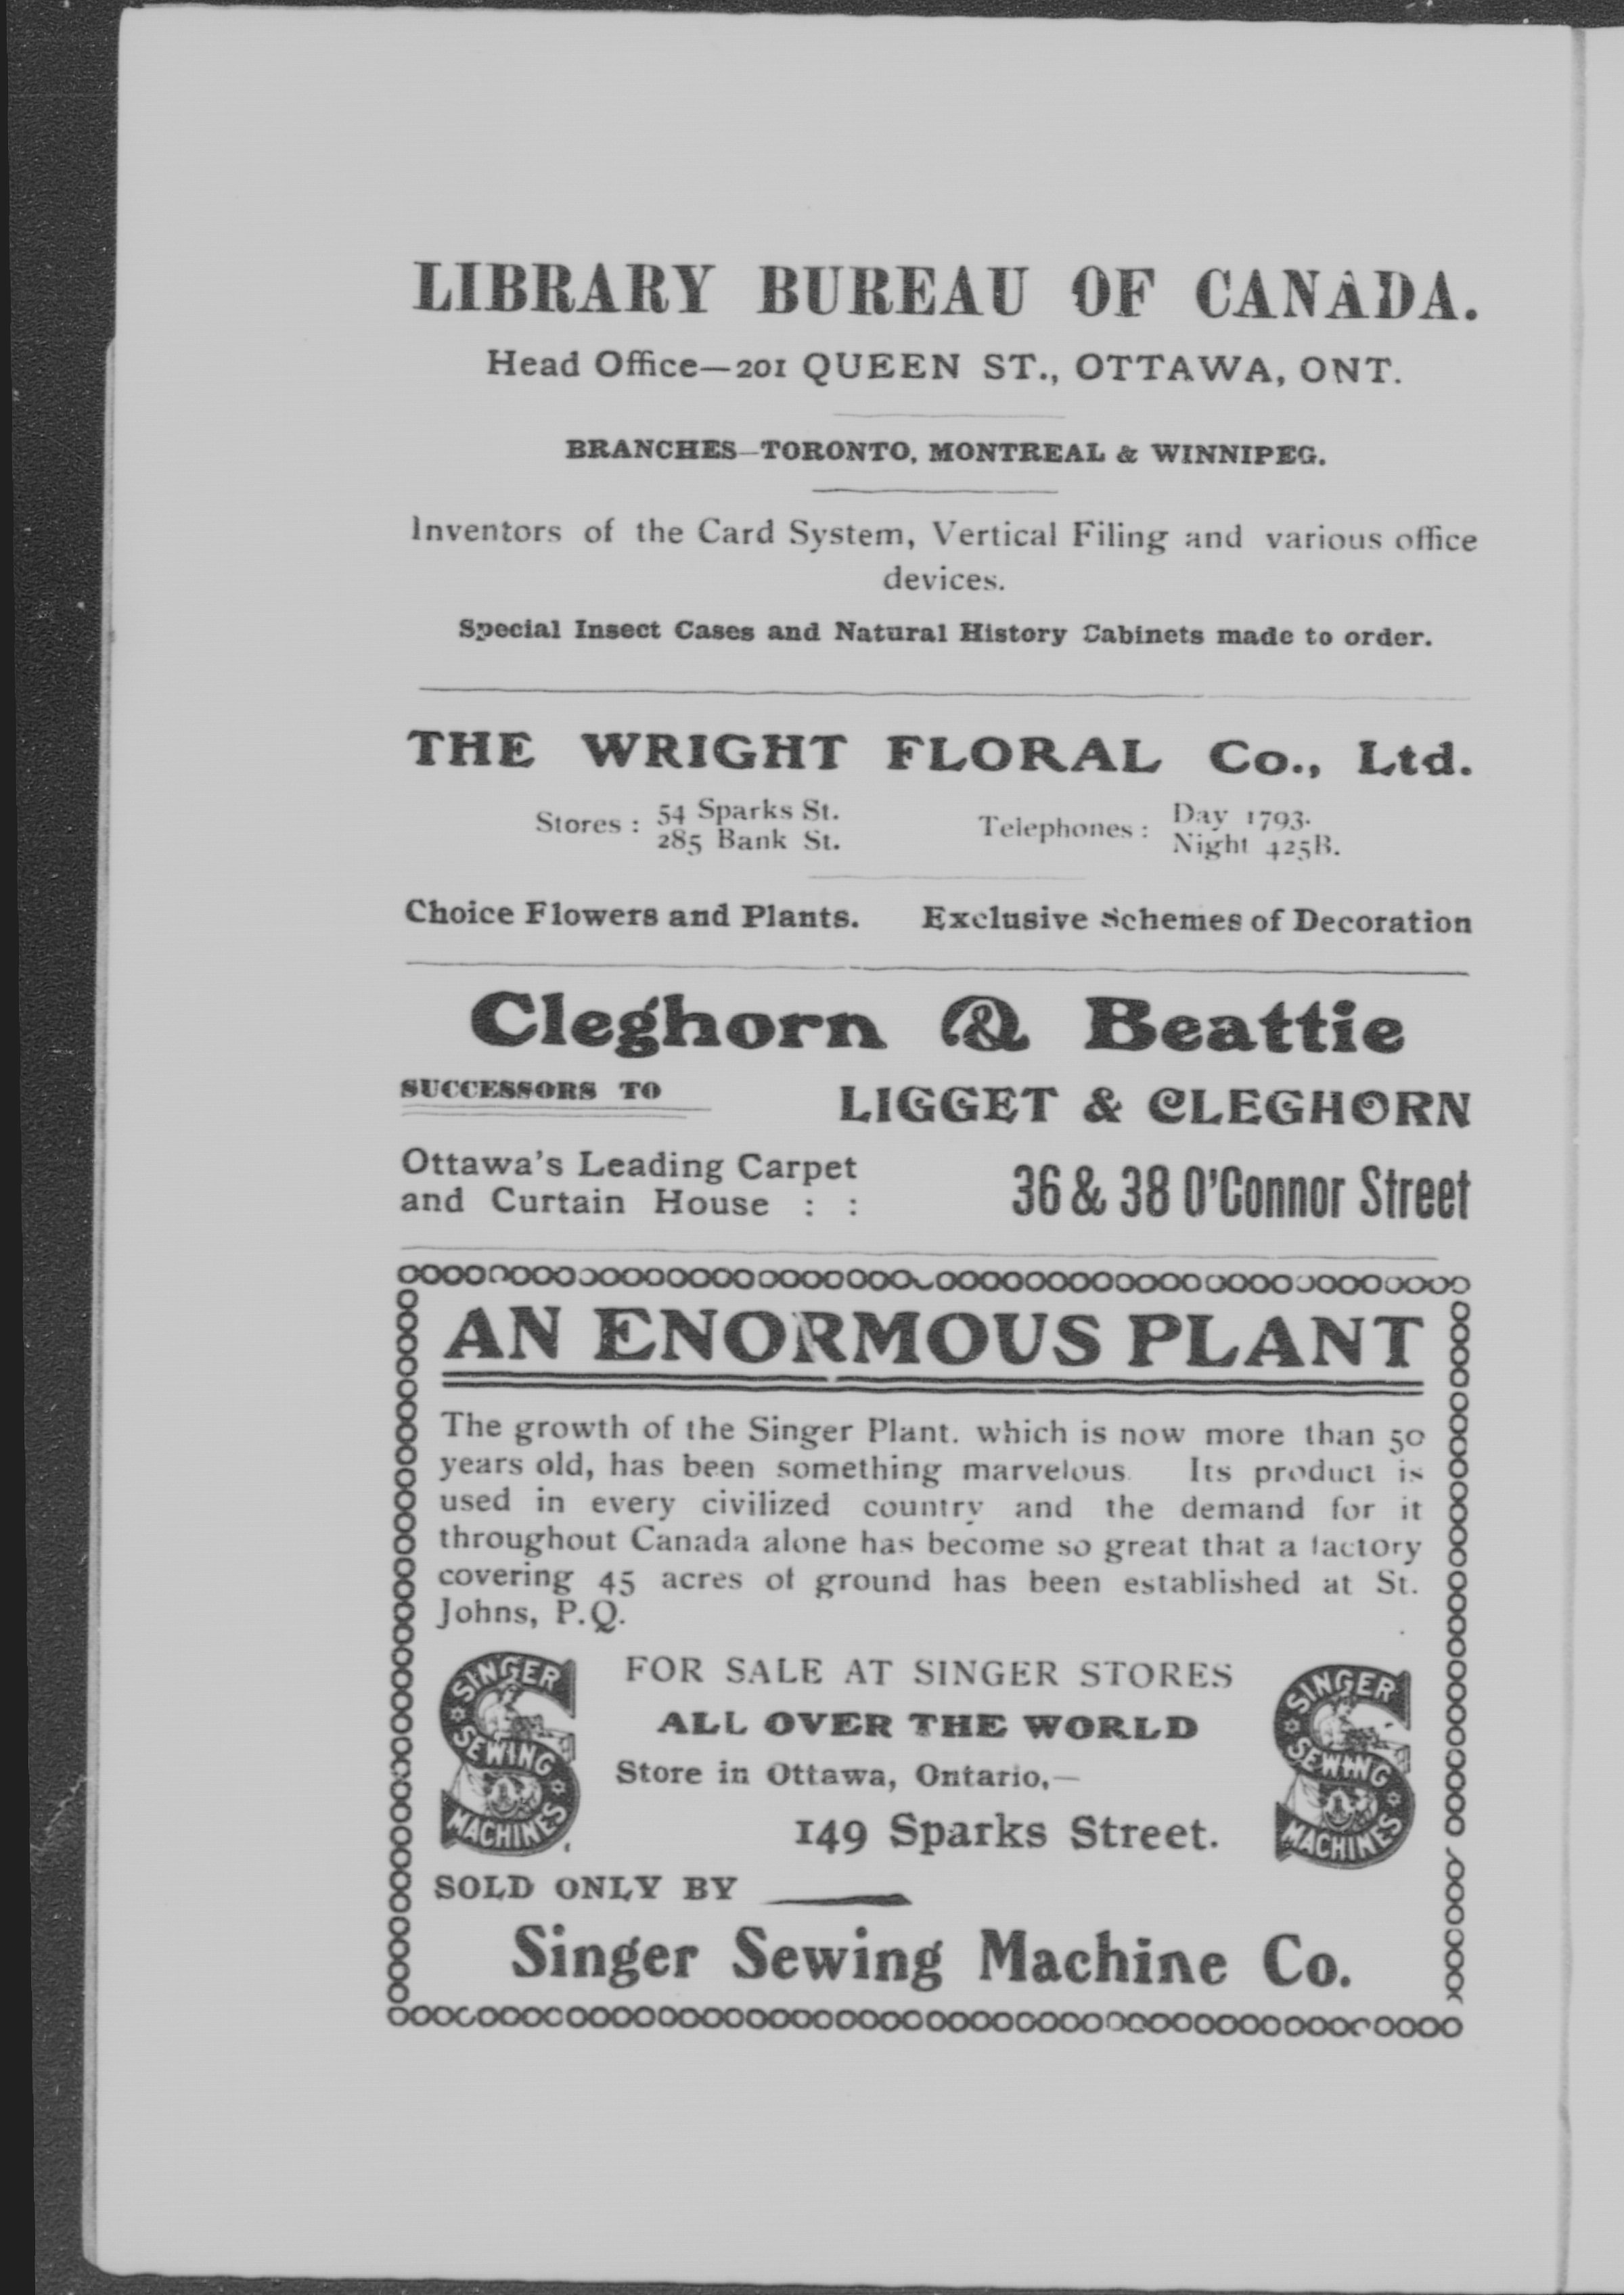 LIBRARY BUREAU OF CANADA.
Head Office—201 QUEEN ST., OTTAWA, ONT.
BRANCHES—TORONTO, MONTREAL & WINNIPEG.
Inventors of the Card System, Vertical Filing and various office
devices.
Special Insect Cases and Natural History Cabinets made to order.
THE WRIGHT FLORAL Co., Ltd.
Stores : 54 Sparks St.
285 Bank St.
Telephones : Day 1793.
Night 425B.
Choice Flowers and Plants. Exclusive Schemes of Decoration
Cleghorn & Beattie
SUCCESSORS TO LIGGET & CLEGHORN
Ottawa's Leading Carpet
and Curtain House : :
36 & 38 O'Connor Street
AN ENORMOUS PLANT
The growth of the Singer Plant. which is now more than 50
years old, has been something marvelous. Its product is
used in every civilized country and the demand for it
throughout Canada alone has become so great that a factory
covering 45 acres of ground has been established at St.
Johns, P.Q.
SINGER
SEWING
MACHINES
FOR SALE AT SINGER STORES
ALL OVER THE WORLD
Store in Ottawa, Ontario,—
149 Sparks Street.
SINGER
SEWING
MACHINES
SOLD ONLY BY
Singer Sewing Machine Co.